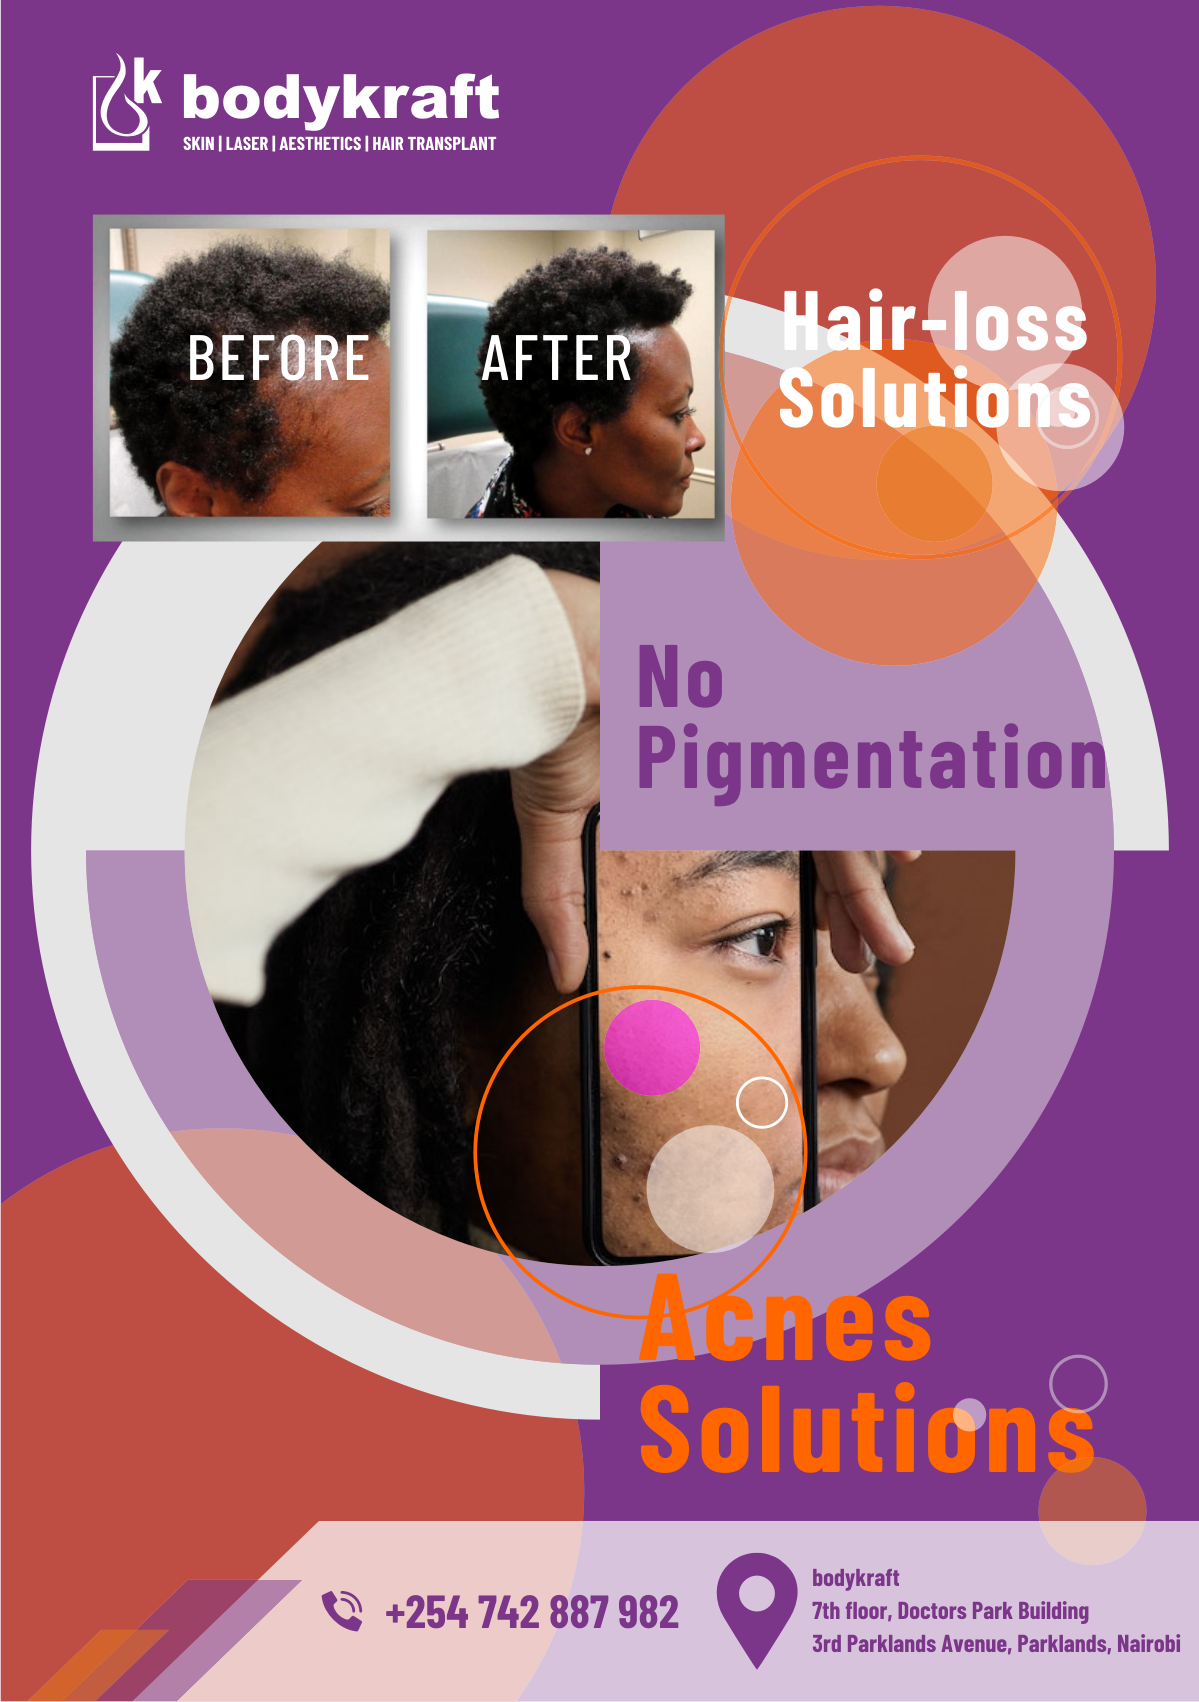 k bodykraft
SKIN | LASER | AESTHETICS | HAIR TRANSPLANT
BEFORE
AFTER
Hair-loss
Solutions
No
Pigmentation
Acnes
Solutions
+254 742 887 982
bodykraft
7th floor, Doctors Park Building
3rd Parklands Avenue, Parklands, Nairobi